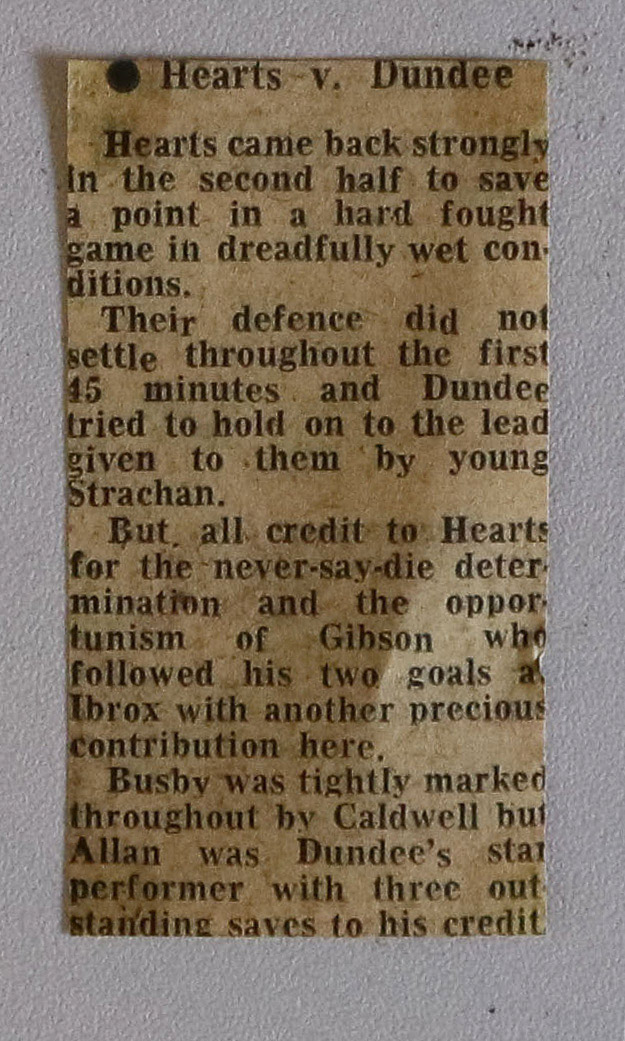 ● Hearts v. Dundee
Hearts came back strongly
in the second half to save
a point in a hard fought
game in dreadfully wet con-
ditions.
Their defence did not
settle throughout the first
45 minutes and Dundee
tried to hold on to the lead
given to them by young
Strachan.
But all credit to Hearts
for the never-say-die deter-
mination and the oppor-
tunism of Gibson who
followed his two goals at
Ibrox with another precious
contribution here.
Busby was tightly marked
throughout by Caldwell but
Allan was Dundee's star
performer with three out-
standing saves to his credit.